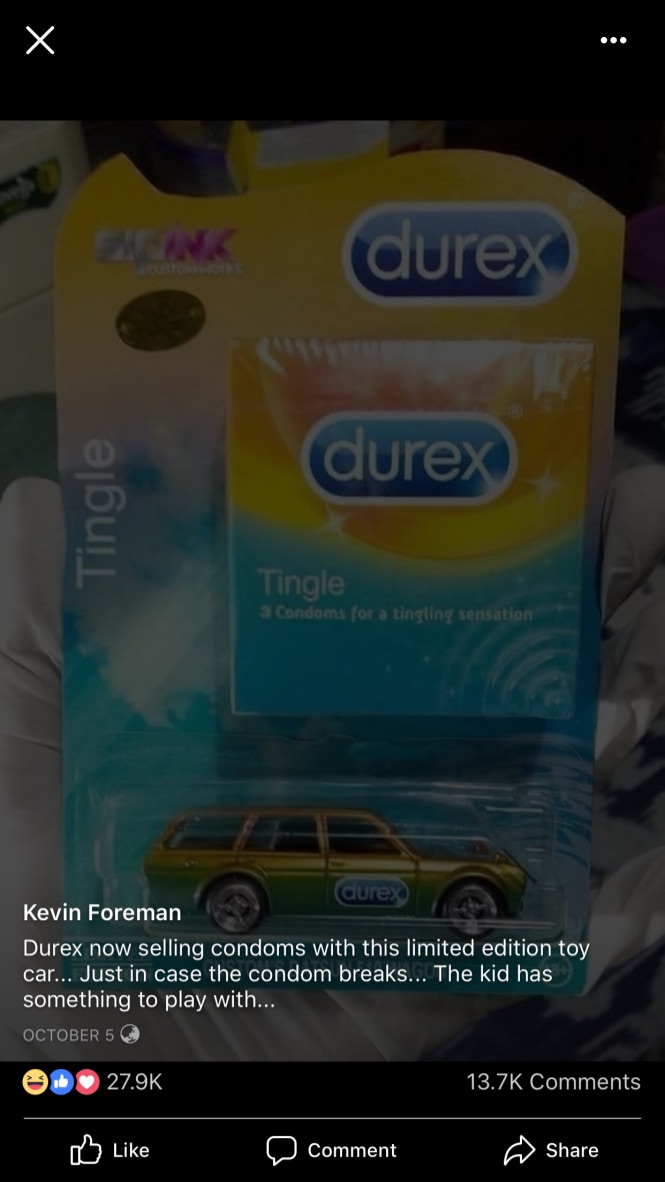 INK
CUSTOMWORKS
durex
durex
Tingle
Tingle
3 Condoms for a tingling sensation
durex
Kevin Foreman
Durex now selling condoms with this limited edition toy
car... Just in case the condom breaks... The kid has
something to play with...
OCTOBER 5
27.9K
13.7K Comments
Like
Comment
Share